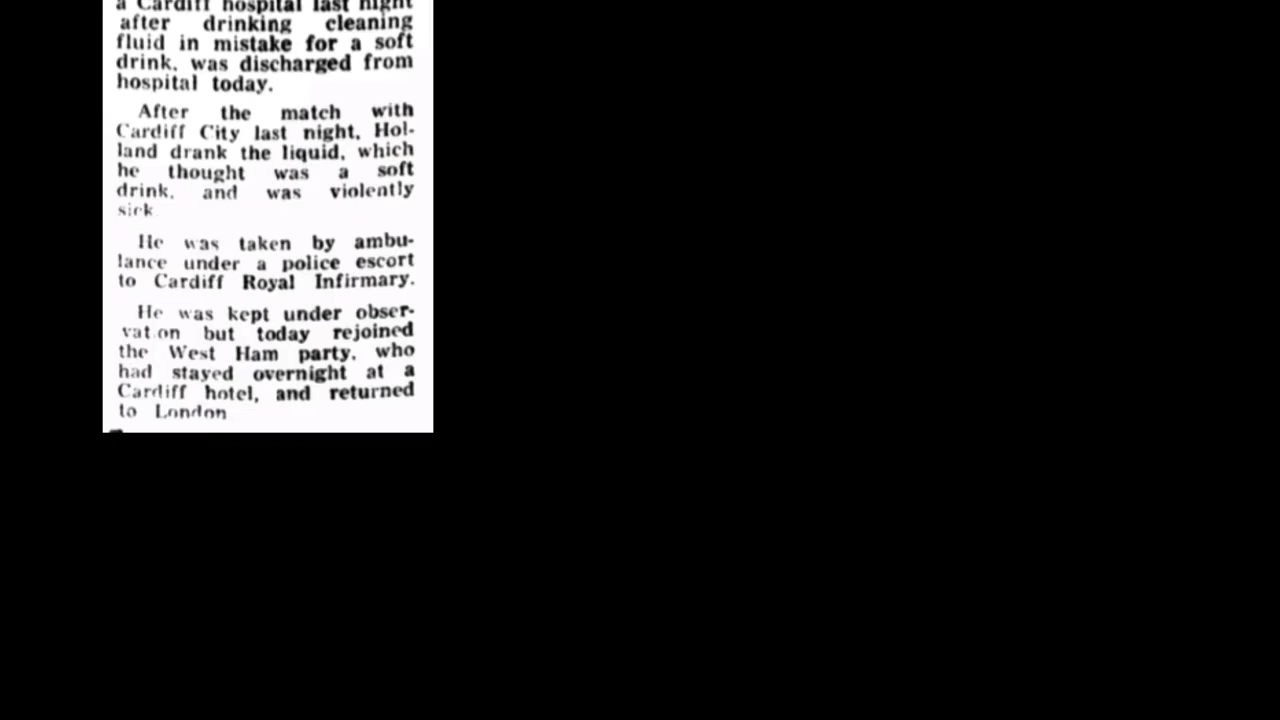 a Cardiff hospital last night
after drinking cleaning
fluid in mistake for a soft
drink, was discharged from
hospital today.
After the match with
Cardiff City last night, Hol-
land drank the liquid, which
he thought was a soft
drink, and was violently
sick.
He was taken by ambu-
lance under a police escort
to Cardiff Royal Infirmary.
He was kept under obser-
vat.on but today rejoined
the West Ham party, who
had stayed overnight at a
Cardiff hotel, and returned
to London